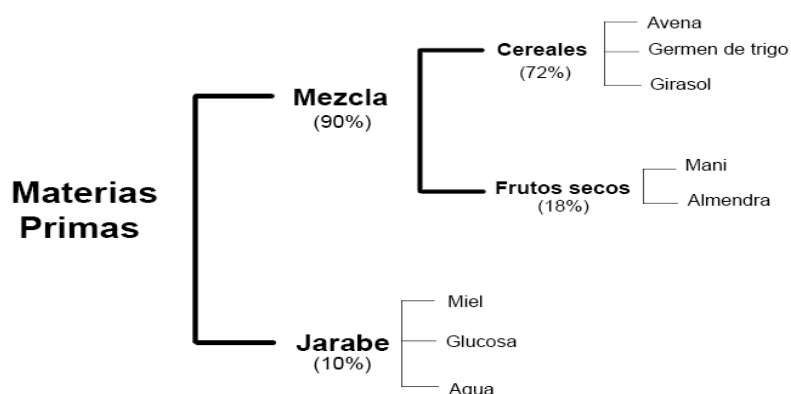 Avena
Cereales
Germen de trigo
(72%)
Girasol
Mezcla
(90%)
Mani
Frutos secos
(18%)
Almendra
Materias
Primas
Miel
Jarabe
Glucosa
(10%)
Agua